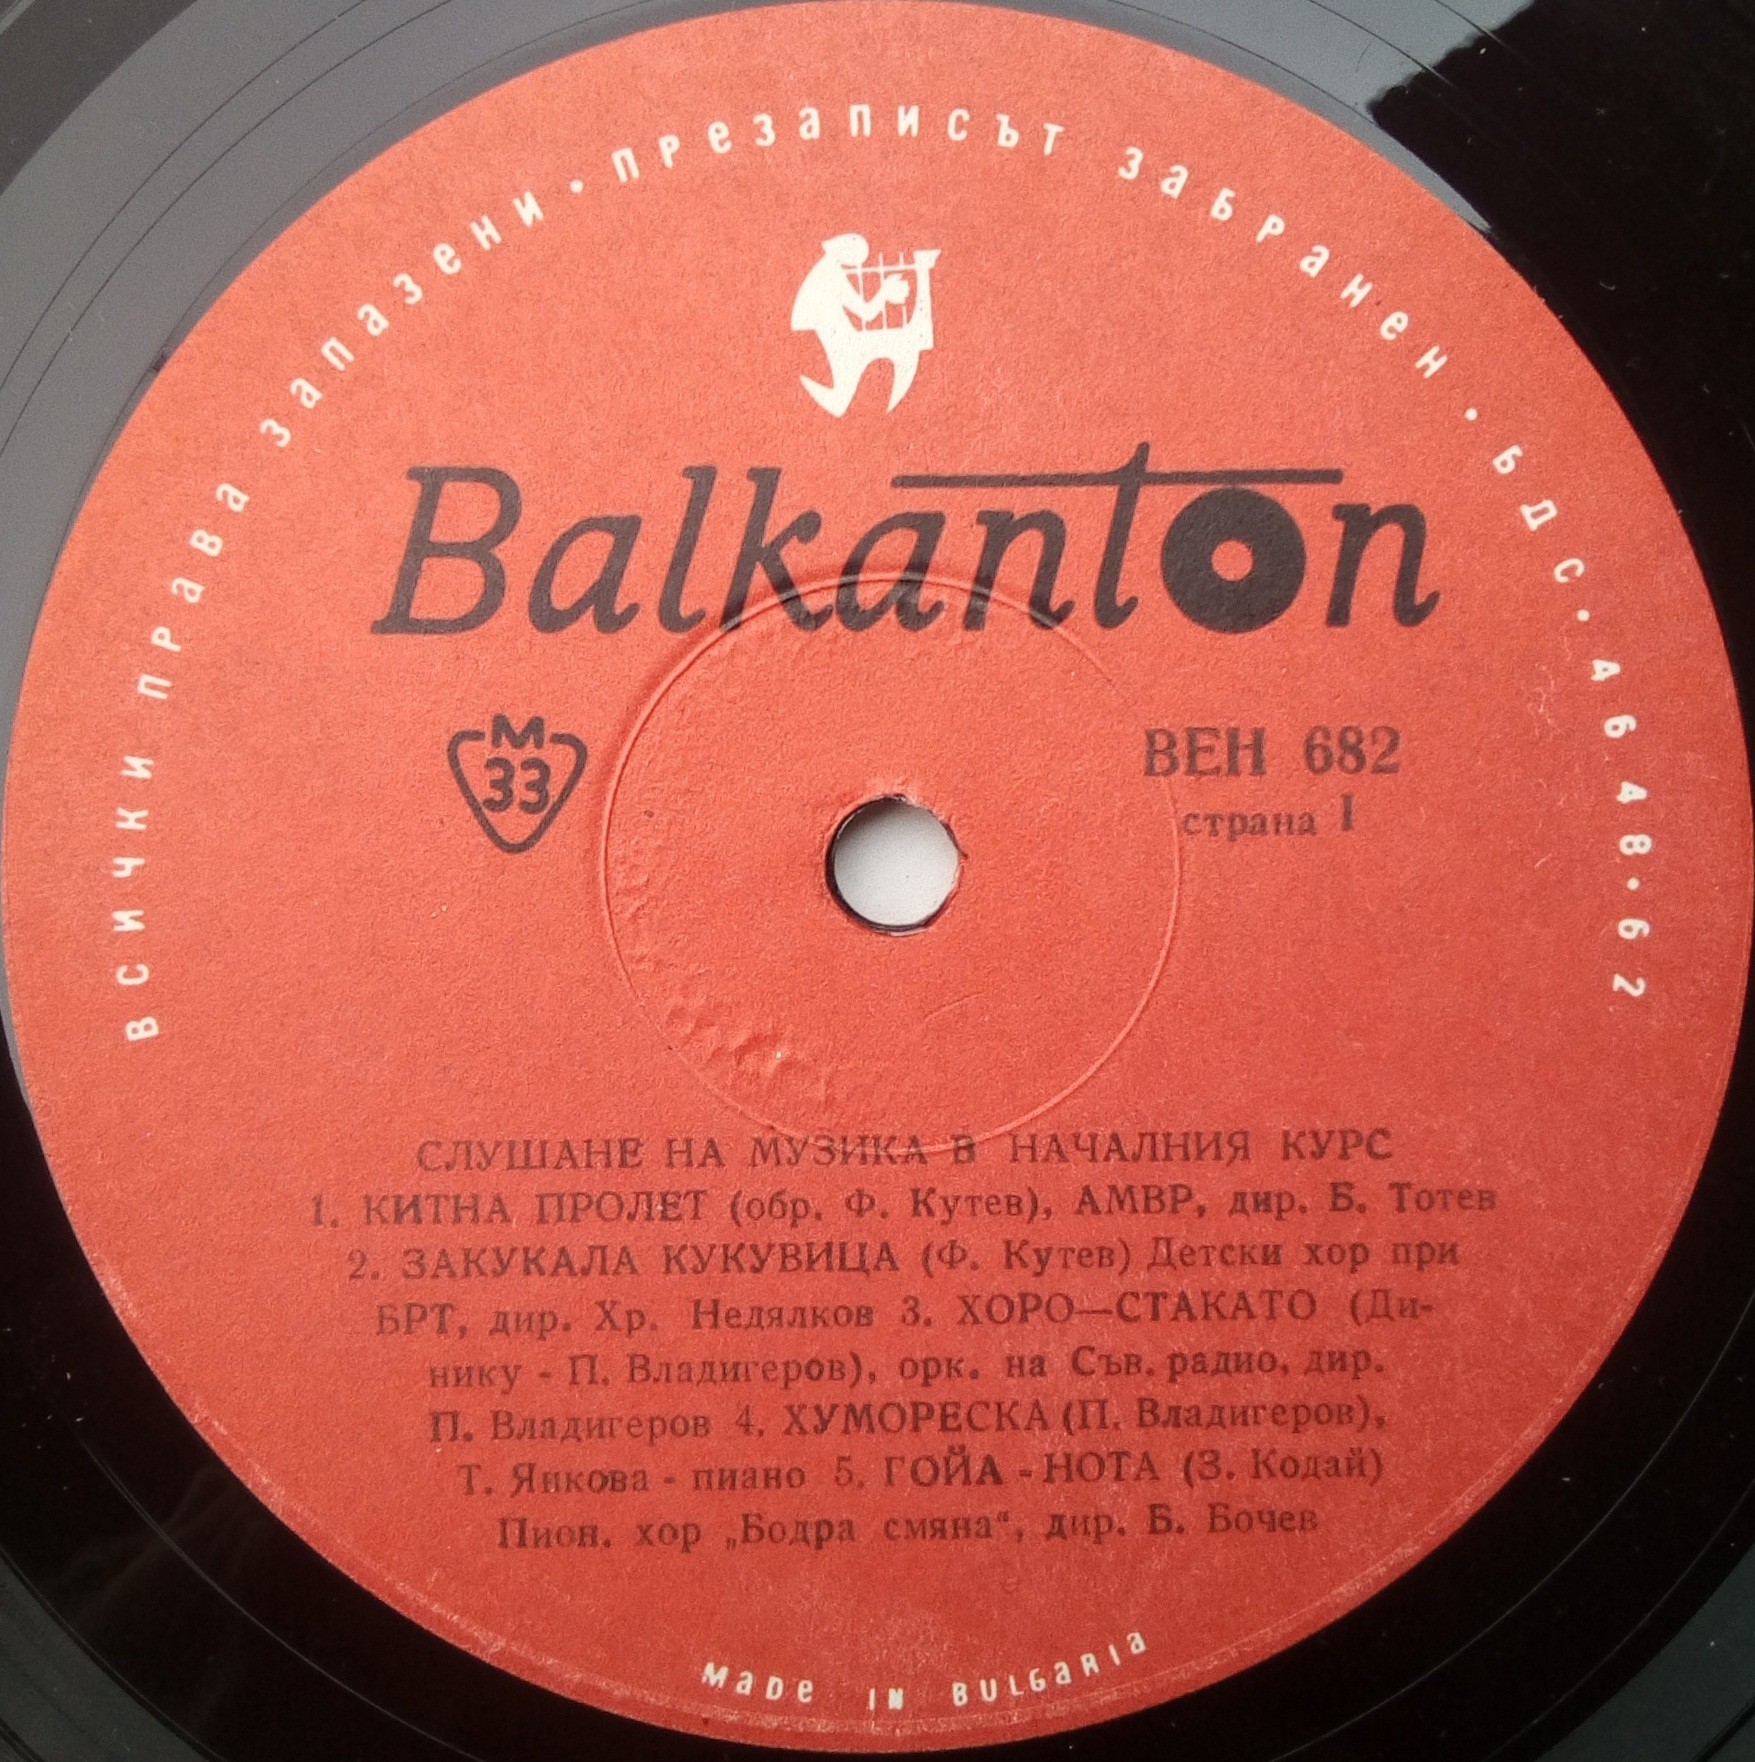 всички права запазени · презаписът забранен · БДС · 4648 · 62
Balkanton
М
33
ВЕН 682
страна I
СЛУШАНЕ НА МУЗИКА В НАЧАЛНИЯ КУРС
1. КИТНА ПРОЛЕТ (обр. Ф. Кутев), АМВР, дир. Б. Тотев
2. ЗАКУКАЛА КУКУВИЦА (Ф. Кутев) Детски хор при
БРТ, дир. Хр. Недялков 3. ХОРО—СТАКАТО (Ди-
нику - П. Владигеров), орк. на Съв. радио, дир.
П. Владигеров 4. ХУМОРЕСКА (П. Владигеров),
Т. Янкова - пиано 5. ГОЙА - НОТА (З. Кодай)
Пион. хор „Бодра смяна“, дир. Б. Бочев
Made in Bulgaria